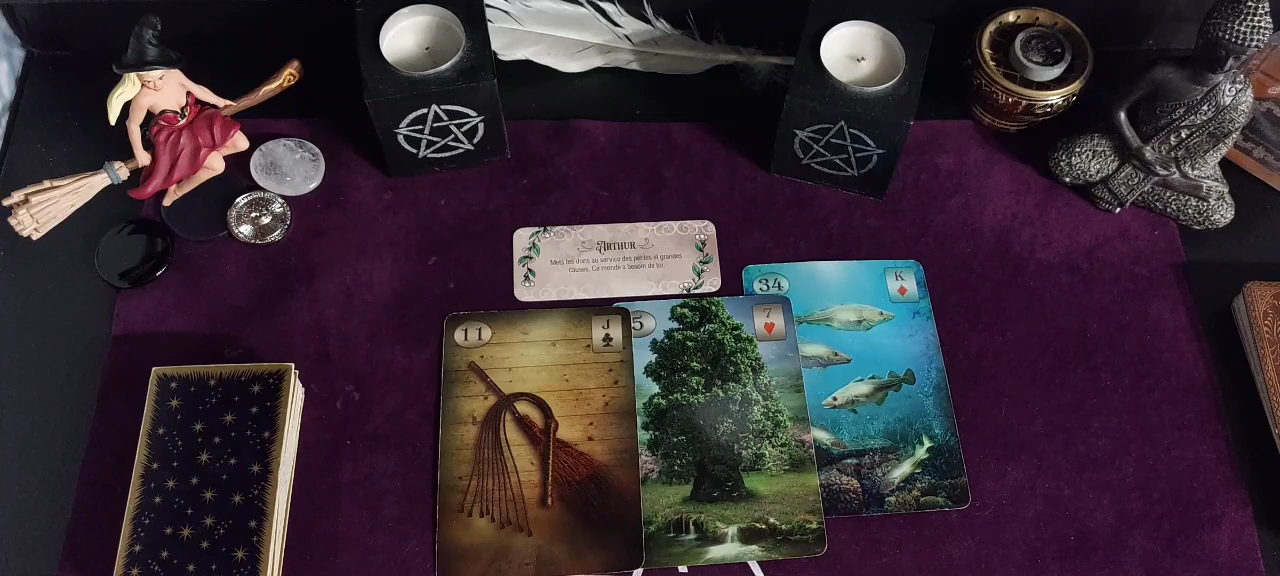 ARTHUR
Mets tes dons au service des petites et grandes
causes. Ce monde a besoin de toi.
34
K
11
J
5
7